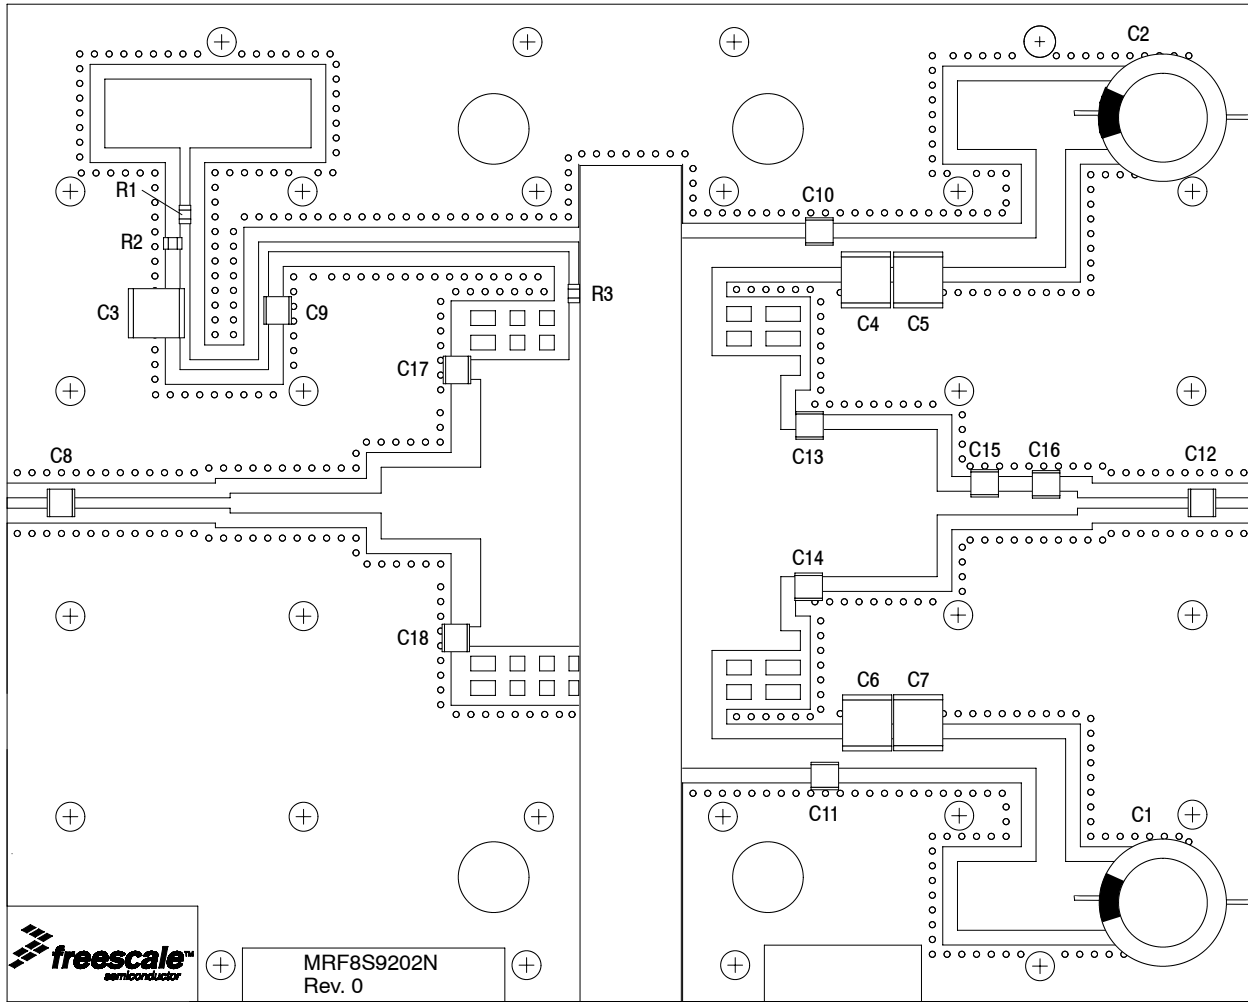 C2
R1
C10
R2
C3
C9
R3
C4 C5
C17
C8
C13
C15 C16 C12
C14
C18
C6 C7
C11
C1
freescale™
semiconductor
MRF8S9202N
Rev. 0